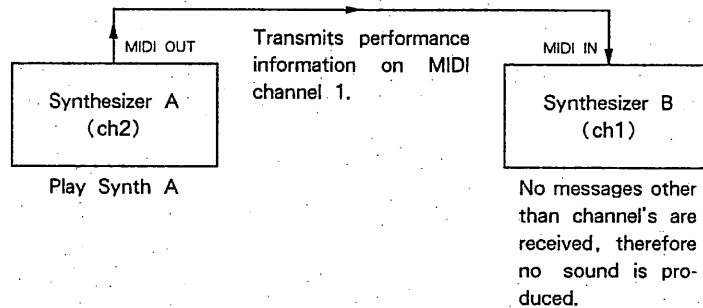 MIDI OUT
Transmits performance
information on MIDI
channel 1.
MIDI IN
Synthesizer A
(ch2)
Synthesizer B
(ch1)
Play Synth A
No messages other
than channel's are
received, therefore
no sound is pro-
duced.